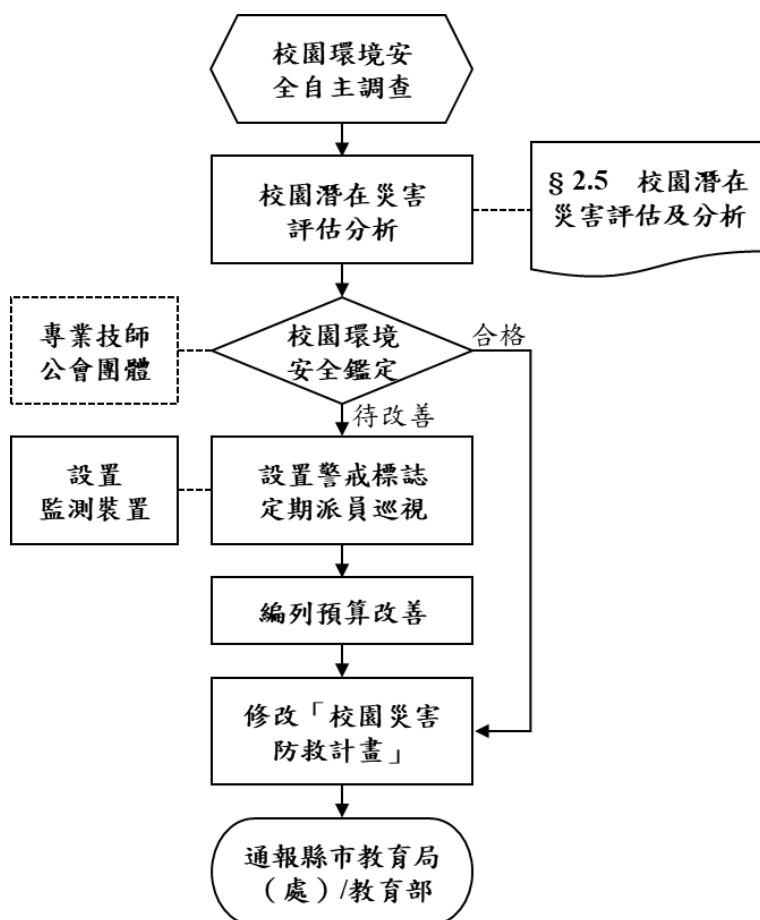 校園環境安
全自主調查
校園潛在災害
評估分析
§ 2.5 校園潛在
災害評估及分析
專業技師
公會團體
校園環境
安全鑑定
合格
待改善
設置
監測裝置
設置警戒標誌
定期派員巡視
編列預算改善
修改「校園災害
防救計畫」
通報縣市教育局
（處）/教育部